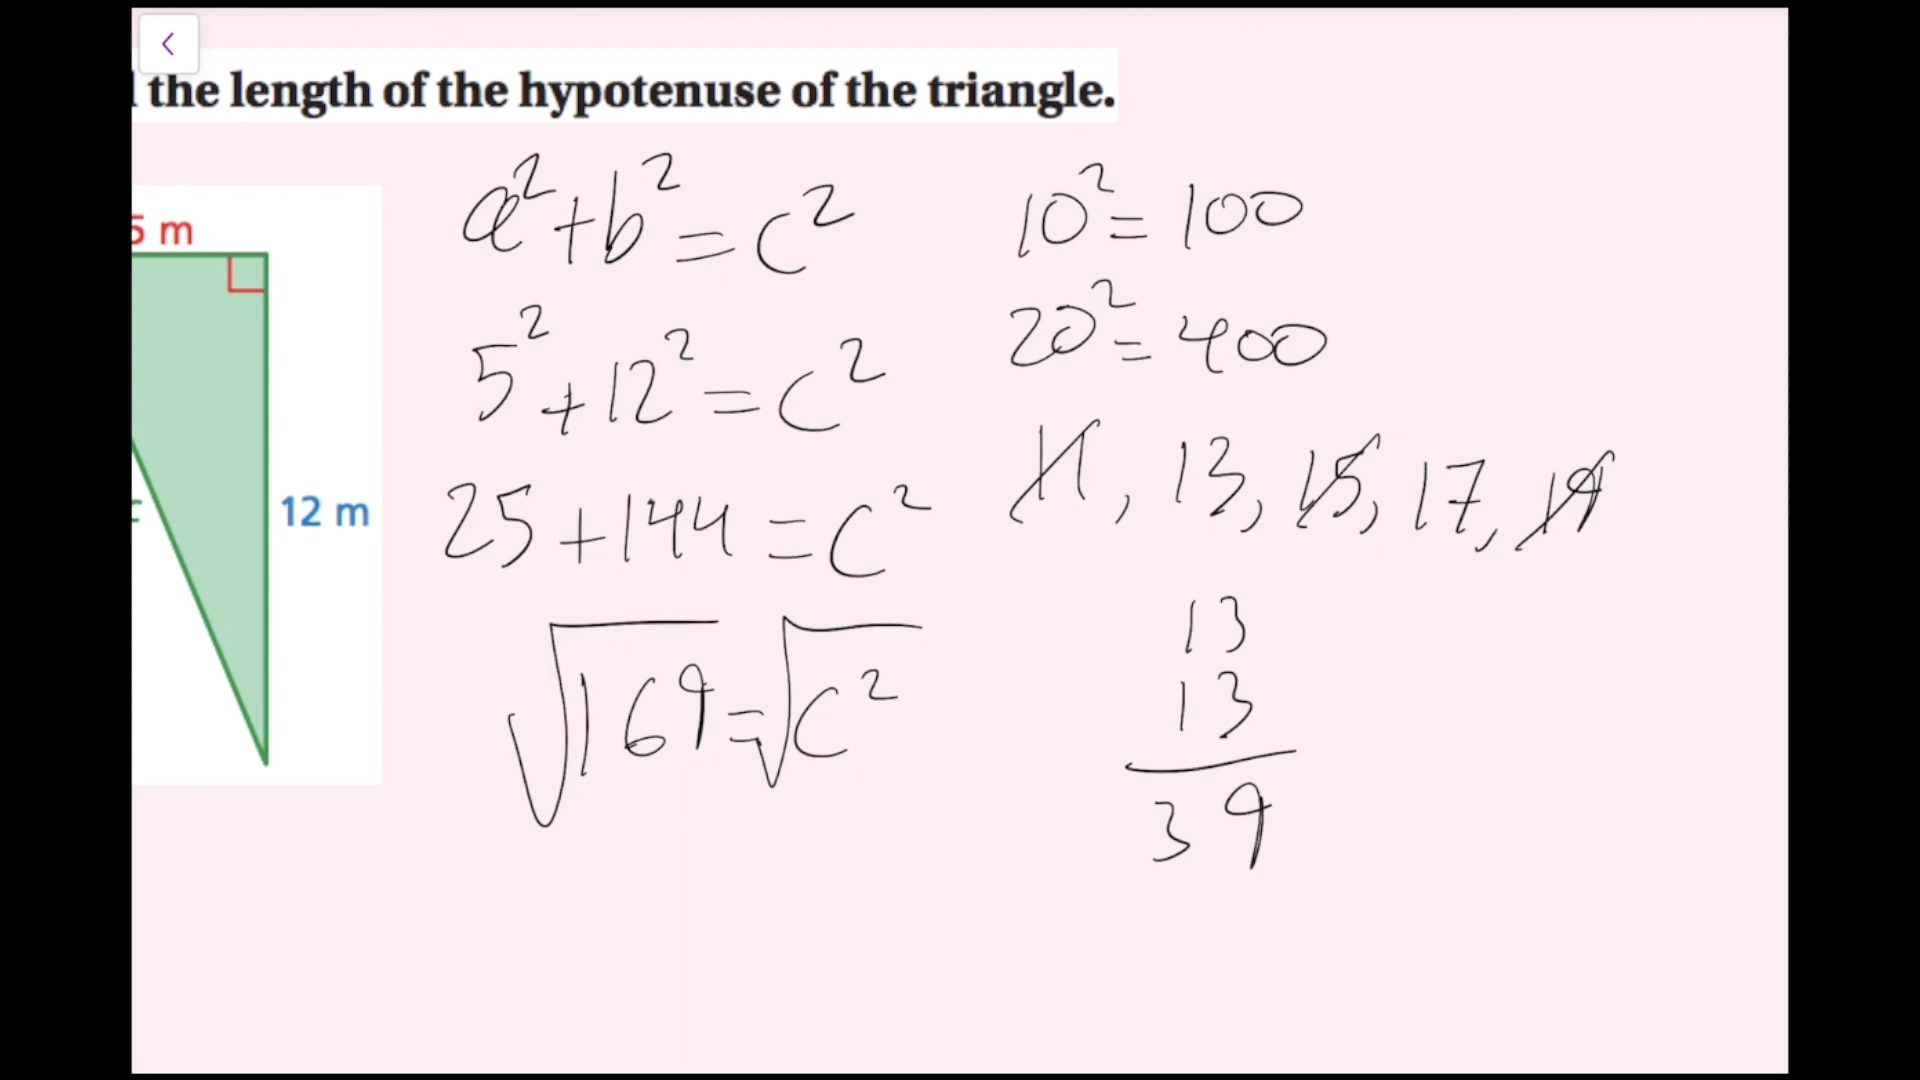 the length of the hypotenuse of the triangle.
5 m
12 m
a² + b² = c²
5² + 12² = c²
25 + 144 = c²
√169 = √c²
10² = 100
20² = 400
11, 13, 15, 17, 19
13
13
39